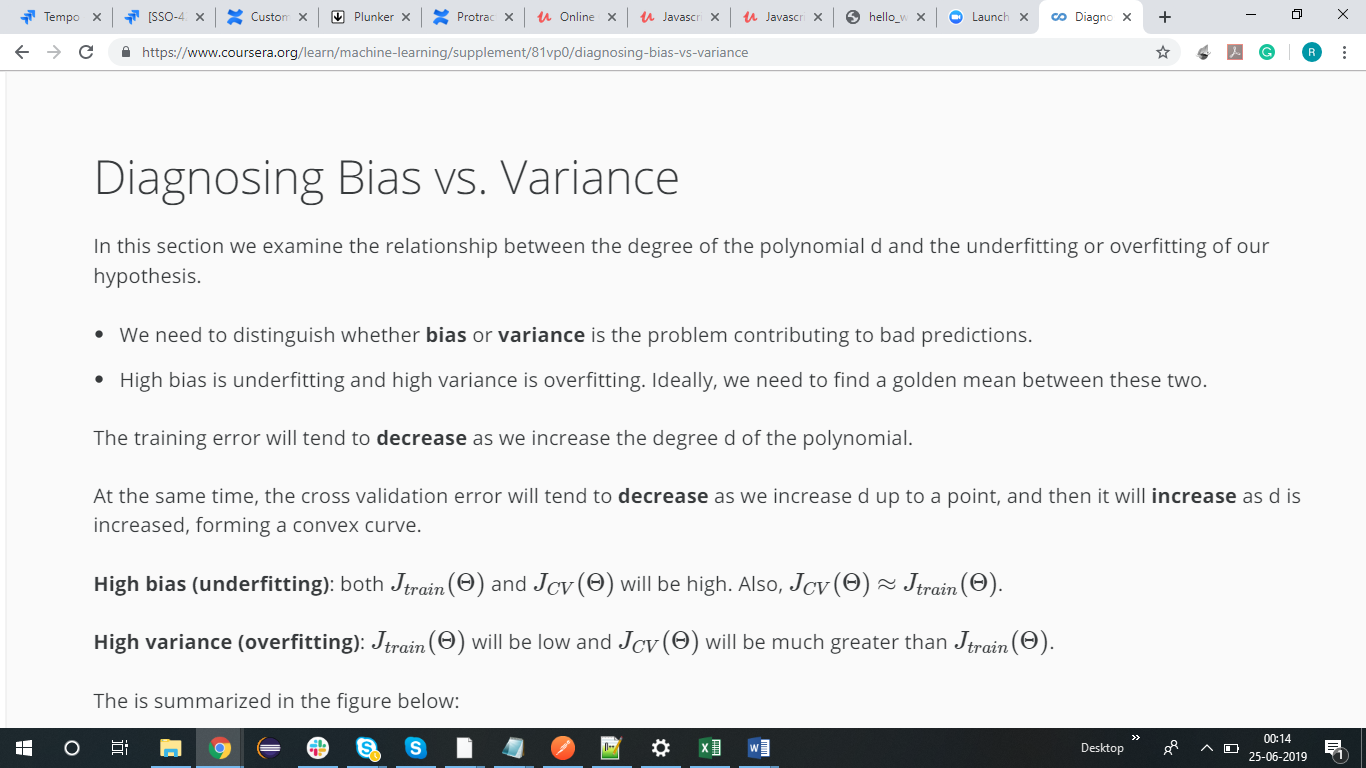 Tempo
[SSO-4
Custom
Plunker
Protrac
Online
Javascri
Javascri
hello_w
Launch
Diagno
https://www.coursera.org/learn/machine-learning/supplement/81vp0/diagnosing-bias-vs-variance
R
Diagnosing Bias vs. Variance
In this section we examine the relationship between the degree of the polynomial d and the underfitting or overfitting of our
hypothesis.
• We need to distinguish whether bias or variance is the problem contributing to bad predictions.
• High bias is underfitting and high variance is overfitting. Ideally, we need to find a golden mean between these two.
The training error will tend to decrease as we increase the degree d of the polynomial.
At the same time, the cross validation error will tend to decrease as we increase d up to a point, and then it will increase as d is
increased, forming a convex curve.
High bias (underfitting): both J_train(Θ) and J_CV(Θ) will be high. Also, J_CV(Θ) ≈ J_train(Θ).
High variance (overfitting): J_train(Θ) will be low and J_CV(Θ) will be much greater than J_train(Θ).
The is summarized in the figure below:
Desktop
00:14
25-06-2019
1